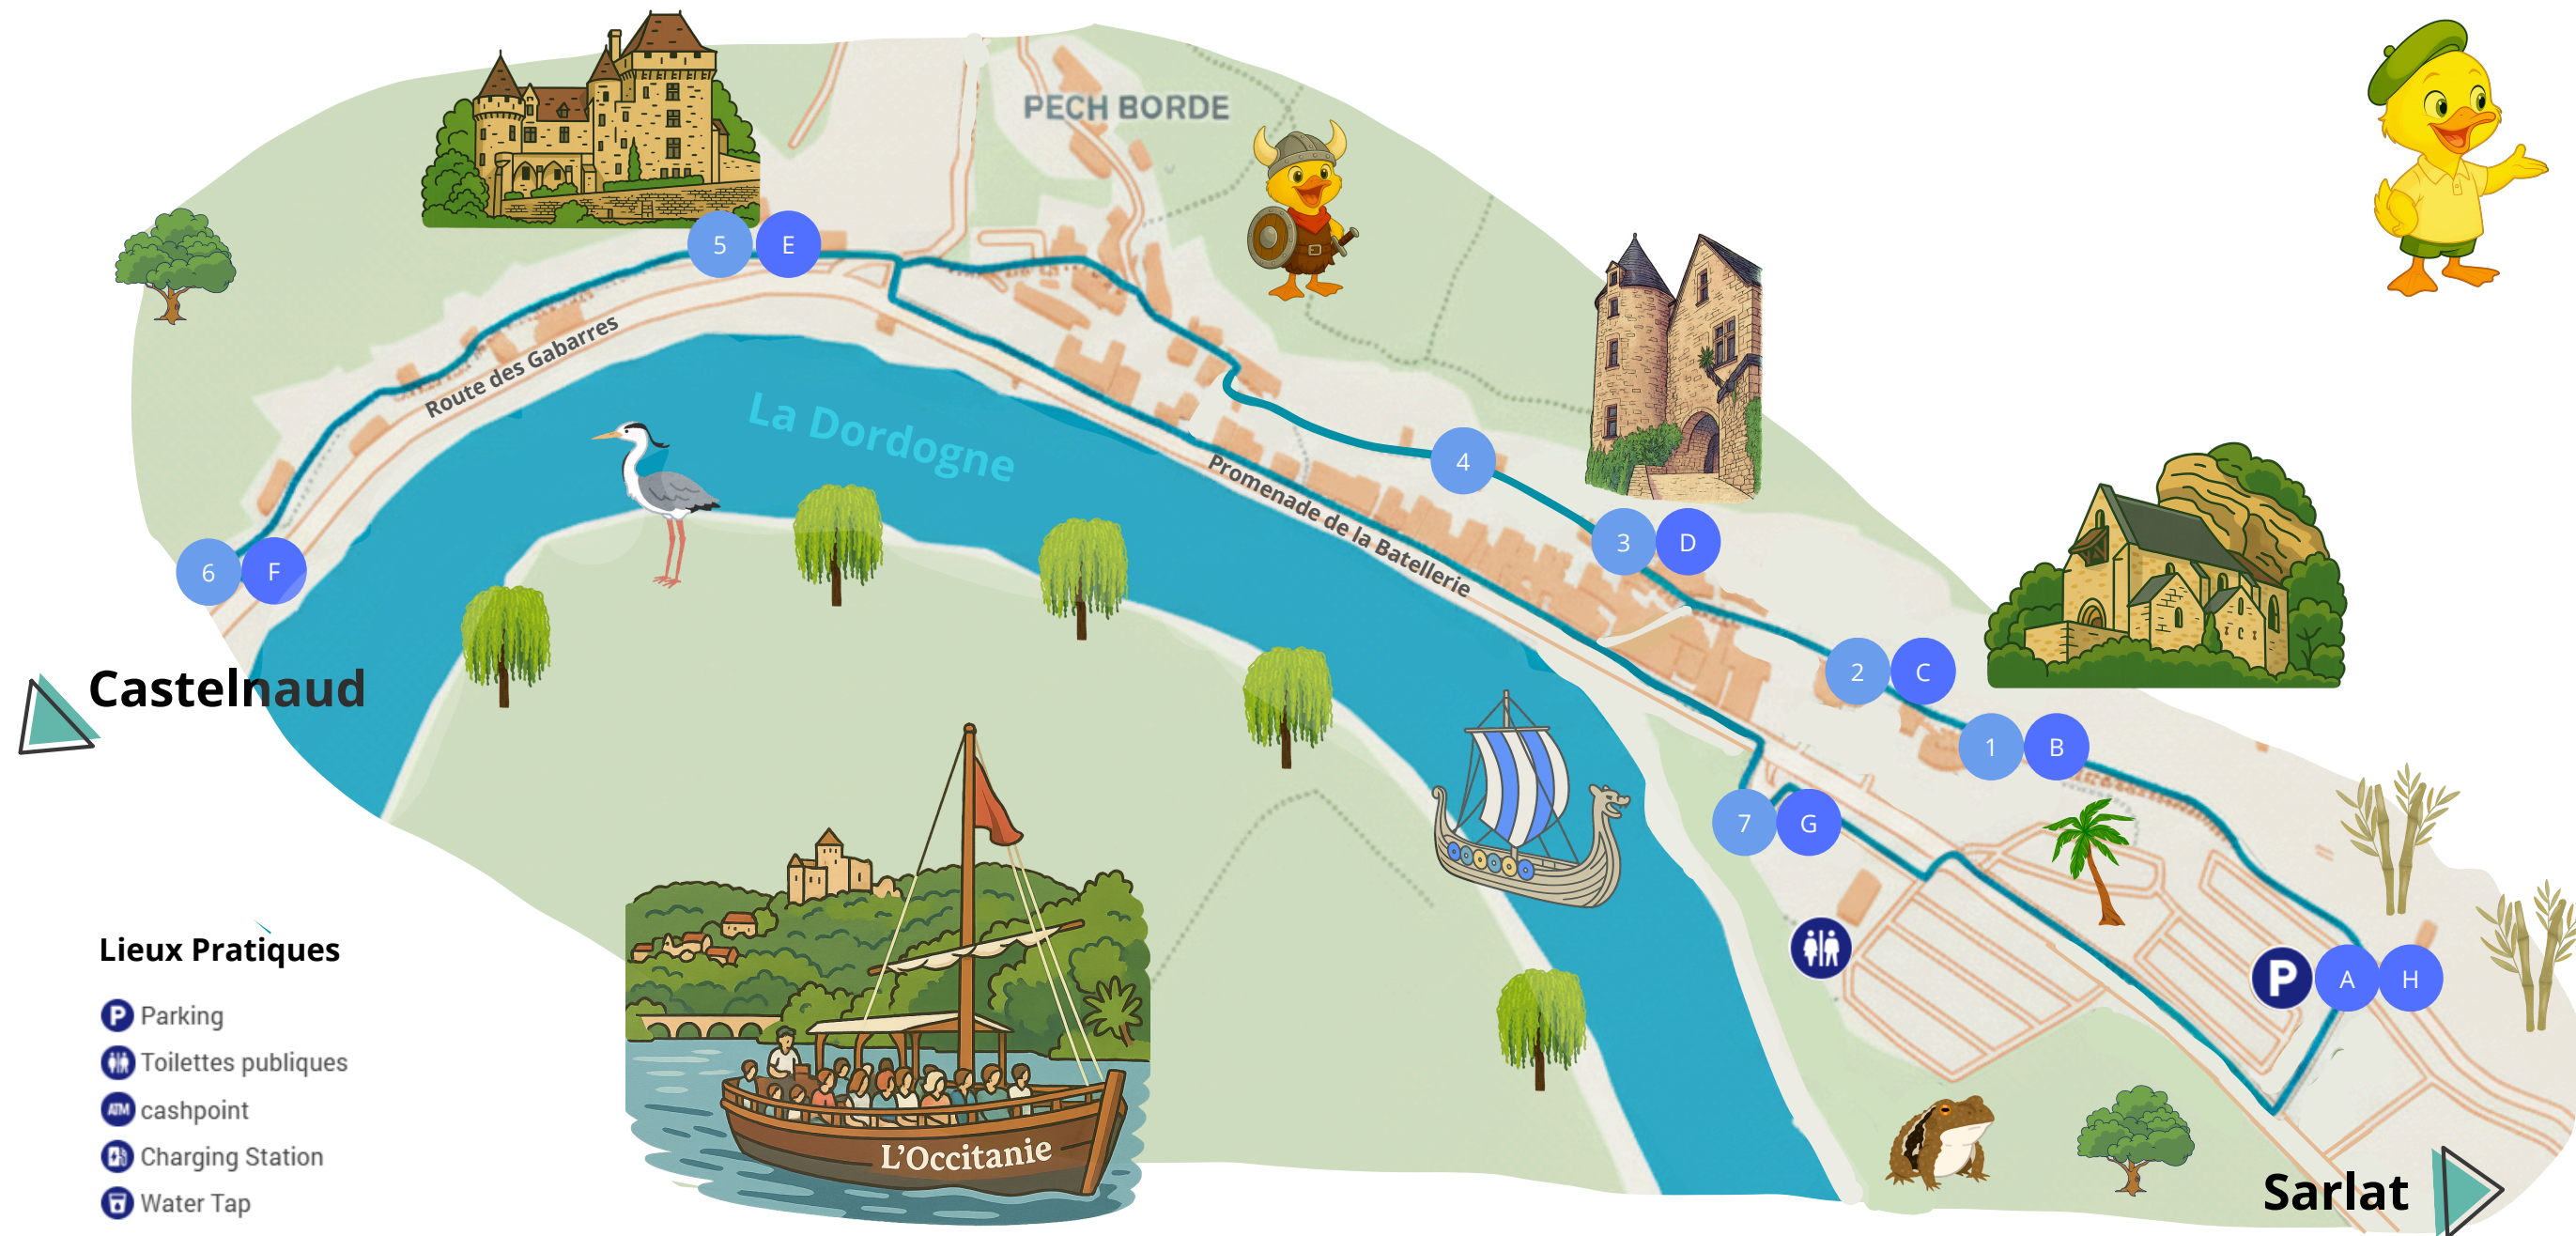 PECH BORDE
5
E
Route des Gabarres
La Dordogne
4
Promenade de la Batellerie
3
D
6
F
2
C
Castelnaud
1
B
7
G
Lieux Pratiques
P
A
H
P Parking
Toilettes publiques
ATM cashpoint
Charging Station
Water Tap
L'Occitanie
Sarlat